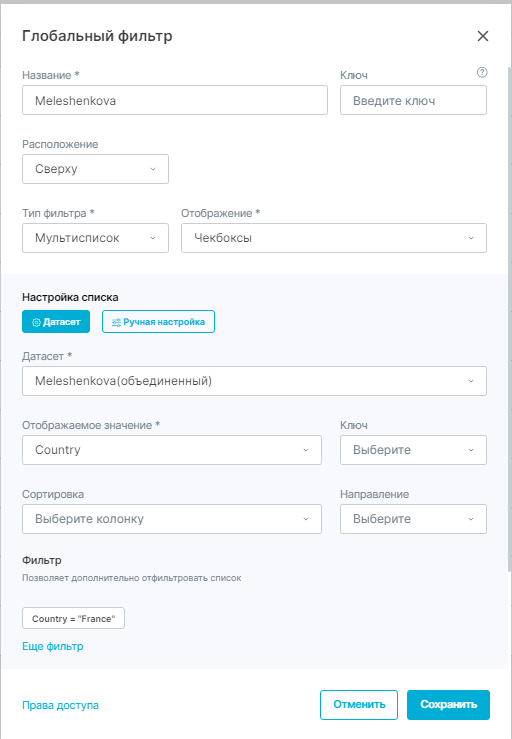 Глобальный фильтр
Название * Ключ
Meleshenkova Введите ключ
Расположение
Сверху
Тип фильтра * Отображение *
Мультисписок Чекбоксы
Настройка списка
Датасет Ручная настройка
Датасет *
Meleshenkova(объединенный)
Отображаемое значение * Ключ
Country Выберите
Сортировка Направление
Выберите колонку Выберите
Фильтр
Позволяет дополнительно отфильтровать список
Country = "France"
Еще фильтр
Права доступа Отменить Сохранить